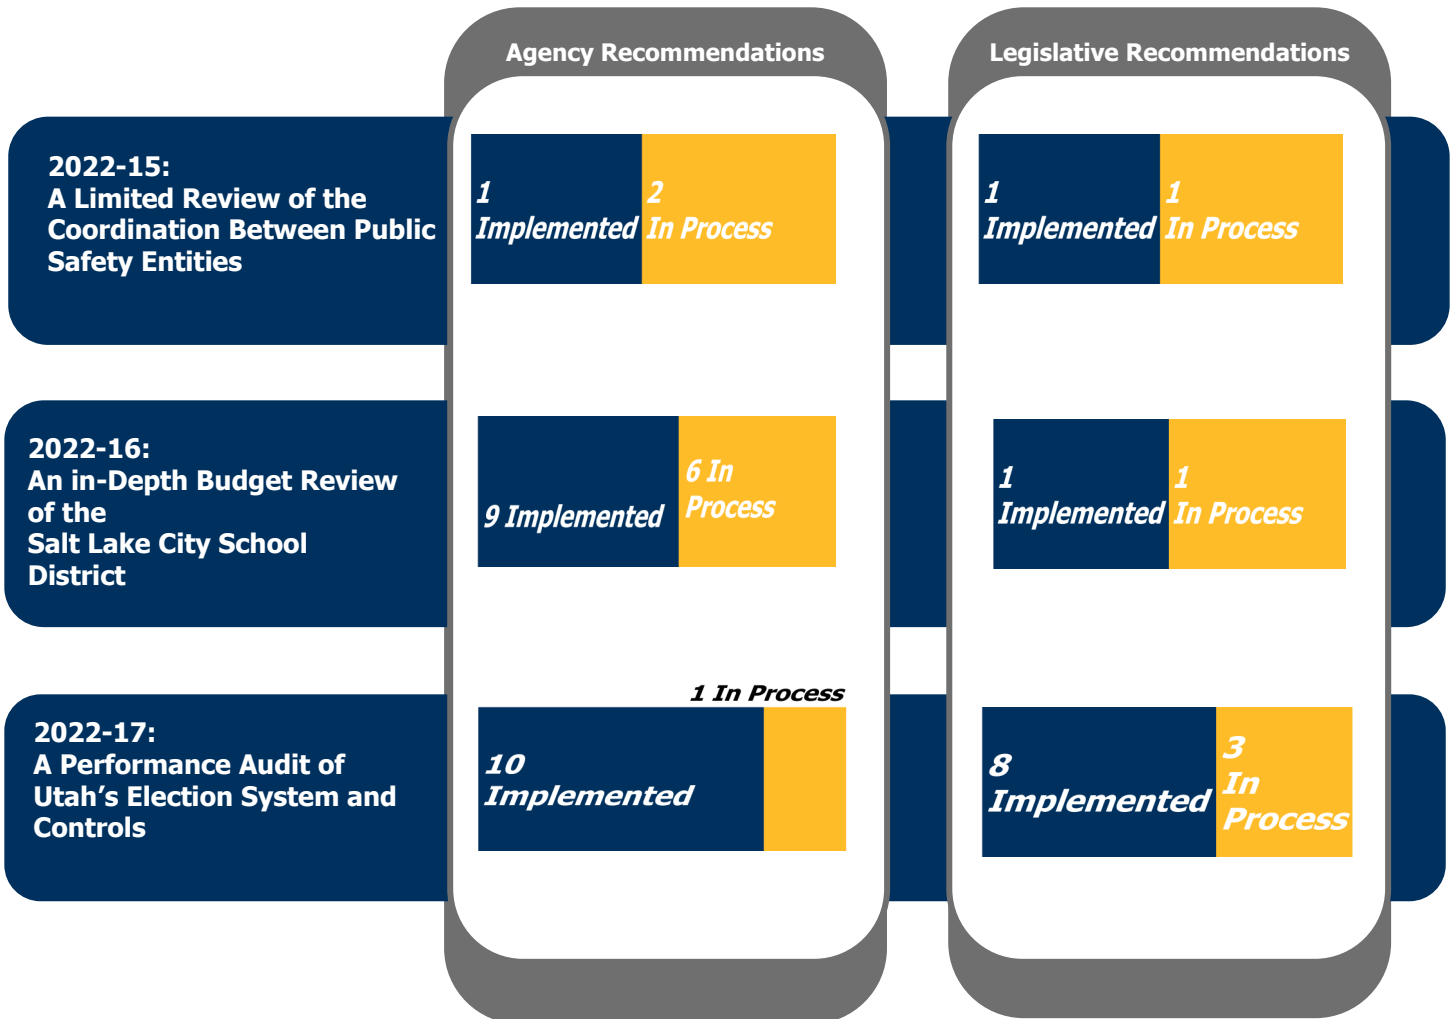 Agency Recommendations
Legislative Recommendations
2022-15:
A Limited Review of the
Coordination Between Public
Safety Entities
1
Implemented
2
In Process
1
Implemented
1
In Process
2022-16:
An in-Depth Budget Review
of the
Salt Lake City School
District
9 Implemented
6 In
Process
1
Implemented
1
In Process
2022-17:
A Performance Audit of
Utah’s Election System and
Controls
1 In Process
10
Implemented
8
Implemented
3
In
Process